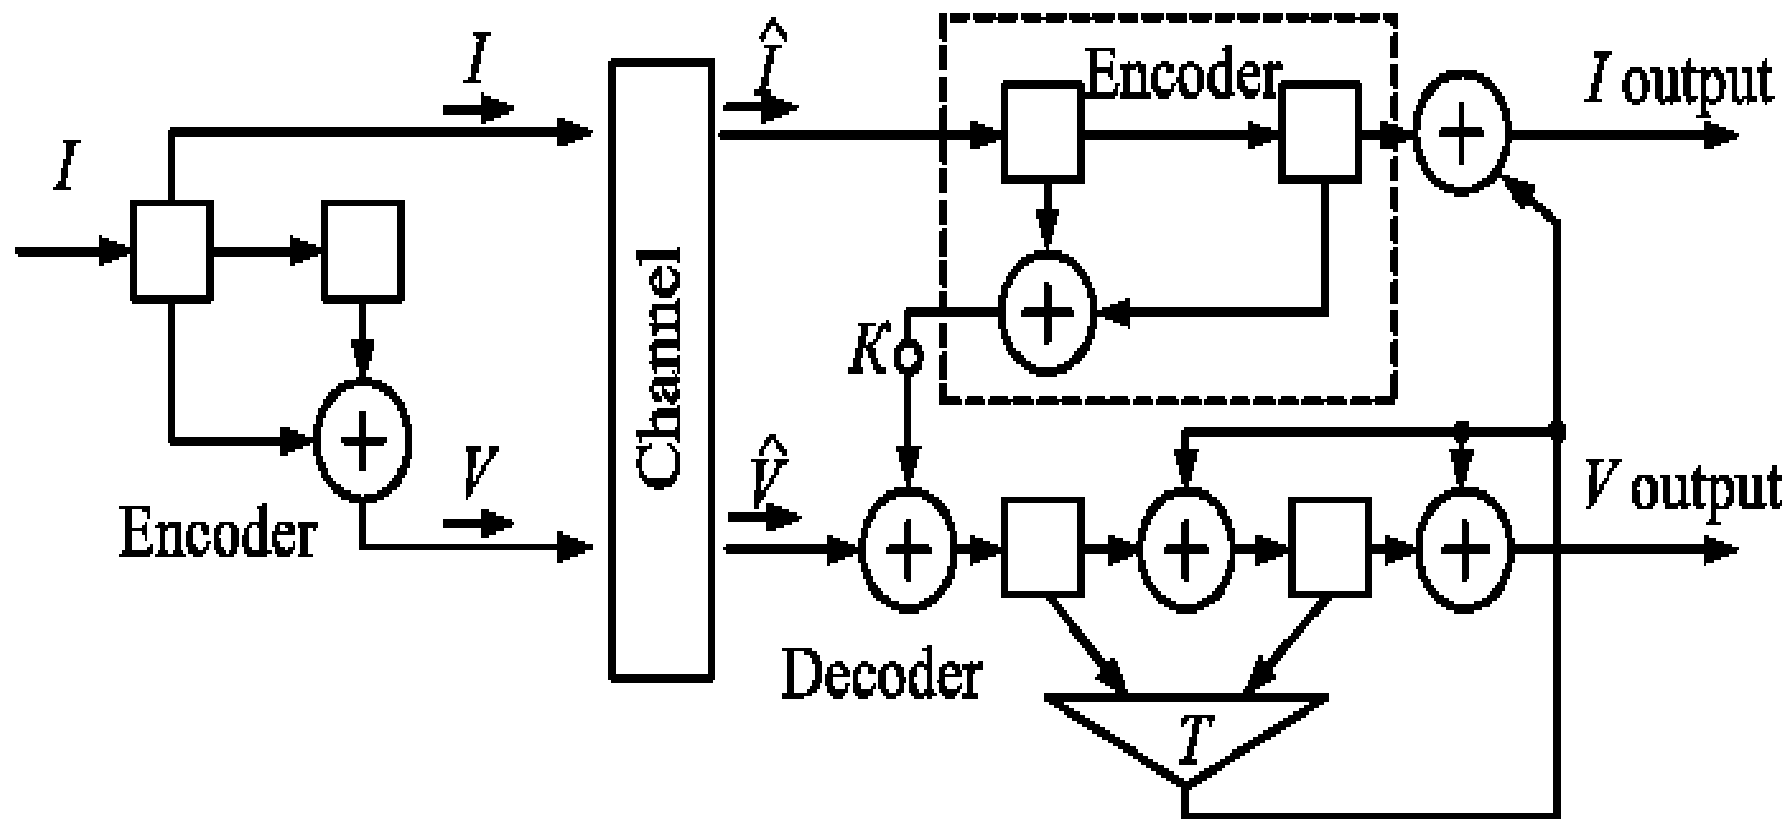 I
I
Encoder
V
Channel
Î
V̂
Encoder
K
Decoder
T
I output
V output